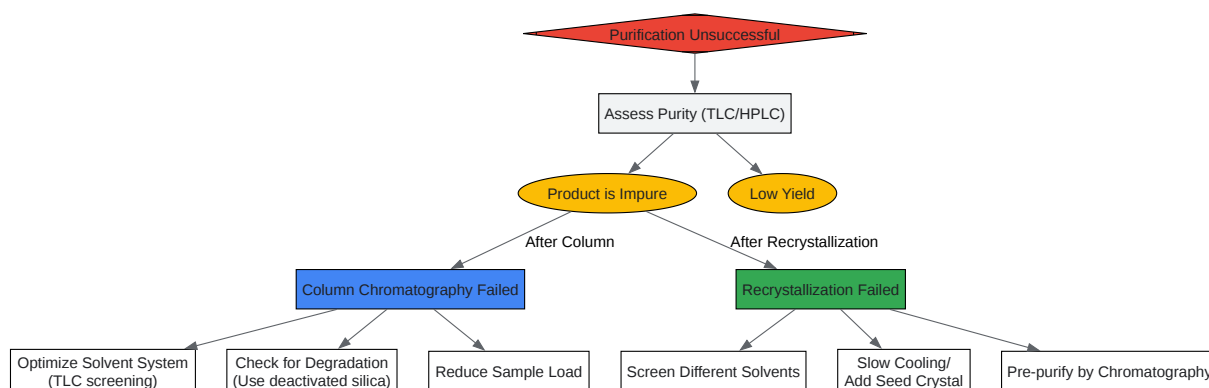 Purification Unsuccessful
Assess Purity (TLC/HPLC)
Product is Impure
Low Yield
After Column
After Recrystallization
Column Chromatography Failed
Recrystallization Failed
Optimize Solvent System
(TLC screening)
Check for Degradation
(Use deactivated silica)
Reduce Sample Load
Screen Different Solvents
Slow Cooling/
Add Seed Crystal
Pre-purify by Chromatography